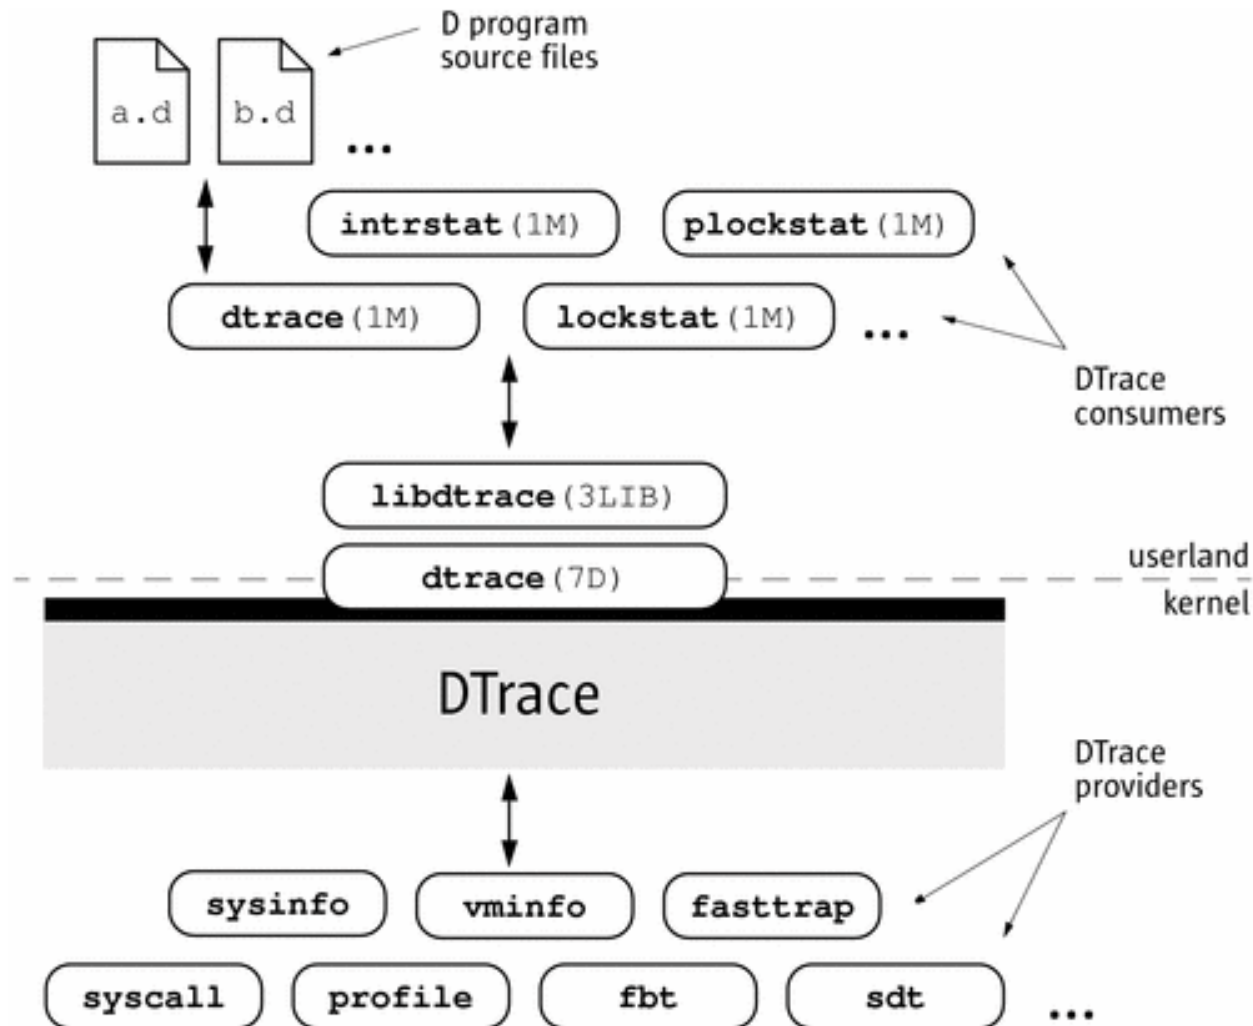 D program
source files
a.d
b.d
...
intrstat(1M)
plockstat(1M)
dtrace(1M)
lockstat(1M)
...
DTrace
consumers
libdtrace(3LIB)
dtrace(7D)
userland
kernel
DTrace
DTrace
providers
sysinfo
vminfo
fasttrap
syscall
profile
fbt
sdt
...